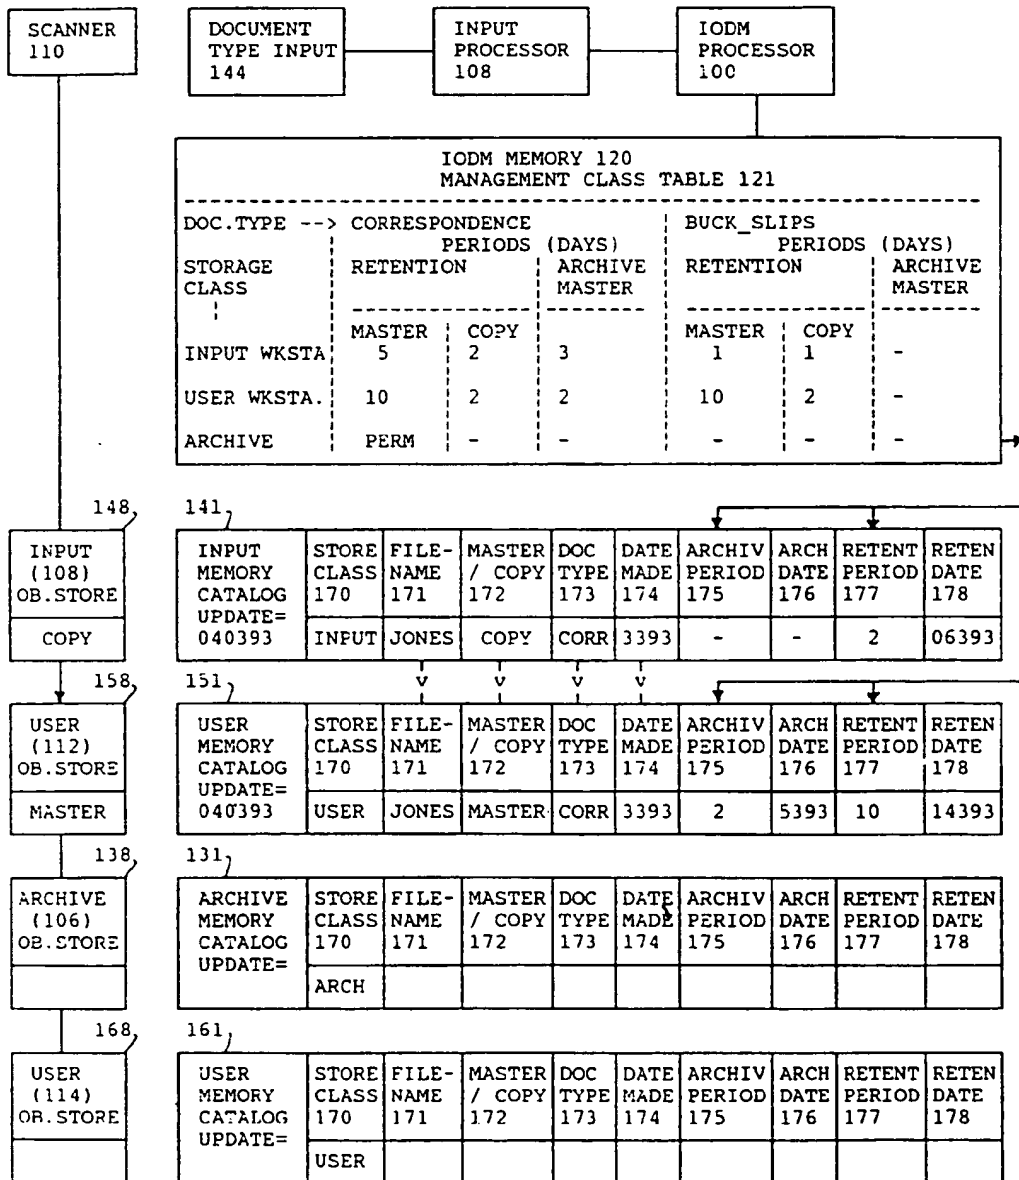 SCANNER
110
DOCUMENT
TYPE INPUT
144
INPUT
PROCESSOR
108
IODM
PROCESSOR
100
IODM MEMORY 120
MANAGEMENT CLASS TABLE 121
DOC.TYPE --> CORRESPONDENCE BUCK_SLIPS
PERIODS (DAYS) PERIODS (DAYS)
STORAGE RETENTION ARCHIVE RETENTION ARCHIVE
CLASS MASTER MASTER
MASTER COPY MASTER COPY
INPUT WKSTA 5 2 3 1 1 -
USER WKSTA. 10 2 2 10 2 -
ARCHIVE PERM - - - - -
148
INPUT
(108)
OB.STORE
COPY
141
INPUT STORE FILE- MASTER DOC DATE ARCHIV ARCH RETENT RETEN
MEMORY CLASS NAME / COPY TYPE MADE PERIOD DATE PERIOD DATE
CATALOG 170 171 172 173 174 175 176 177 178
UPDATE=
040393 INPUT JONES COPY CORR 3393 - - 2 06393
158
USER
(112)
OB.STORE
MASTER
151
USER STORE FILE- MASTER DOC DATE ARCHIV ARCH RETENT RETEN
MEMORY CLASS NAME / COPY TYPE MADE PERIOD DATE PERIOD DATE
CATALOG 170 171 172 173 174 175 176 177 178
UPDATE=
040393 USER JONES MASTER CORR 3393 2 5393 10 14393
138
ARCHIVE
(106)
OB.STORE
131
ARCHIVE STORE FILE- MASTER DOC DATE ARCHIV ARCH RETENT RETEN
MEMORY CLASS NAME / COPY TYPE MADE PERIOD DATE PERIOD DATE
CATALOG 170 171 172 173 174 175 176 177 178
UPDATE=
ARCH
168
USER
(114)
OB.STORE
161
USER STORE FILE- MASTER DOC DATE ARCHIV ARCH RETENT RETEN
MEMORY CLASS NAME / COPY TYPE MADE PERIOD DATE PERIOD DATE
CATALOG 170 171 172 173 174 175 176 177 178
UPDATE=
USER